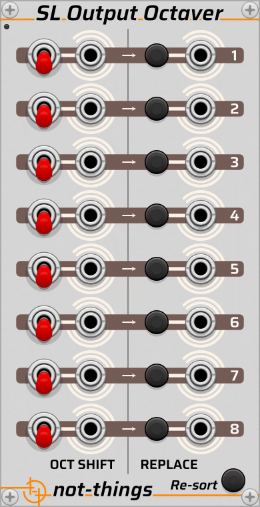 SL Output Octaver
→ 1
→ 2
→ 3
→ 4
→ 5
→ 6
→ 7
→ 8
OCT SHIFT REPLACE
not-things Re-sort